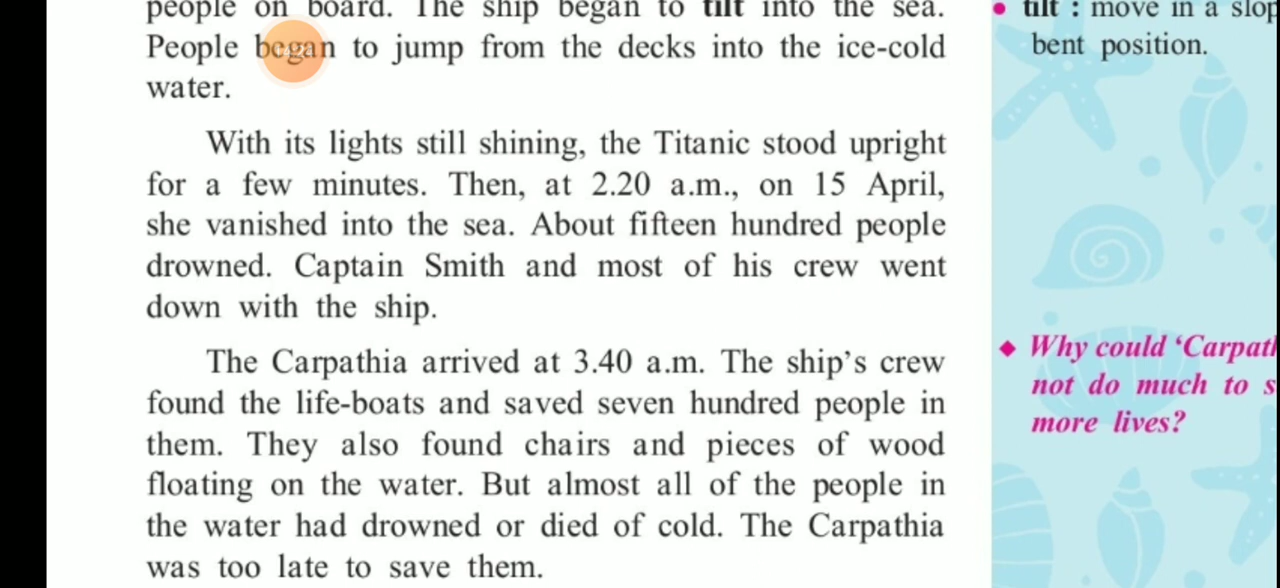 people on board. The ship began to tilt into the sea.
People began to jump from the decks into the ice-cold
water.
With its lights still shining, the Titanic stood upright
for a few minutes. Then, at 2.20 a.m., on 15 April,
she vanished into the sea. About fifteen hundred people
drowned. Captain Smith and most of his crew went
down with the ship.
The Carpathia arrived at 3.40 a.m. The ship's crew
found the life-boats and saved seven hundred people in
them. They also found chairs and pieces of wood
floating on the water. But almost all of the people in
the water had drowned or died of cold. The Carpathia
was too late to save them.
• tilt : move in a slop
bent position.
◆ Why could ‘Carpath
not do much to s
more lives?